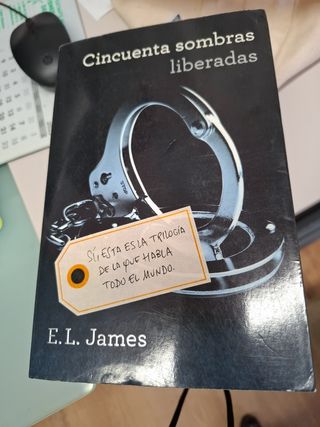 Cincuenta sombras
liberadas
SÍ, ESTA ES LA TRILOGÍA
DE LA QUE HABLA
TODO EL MUNDO.
E.L. James